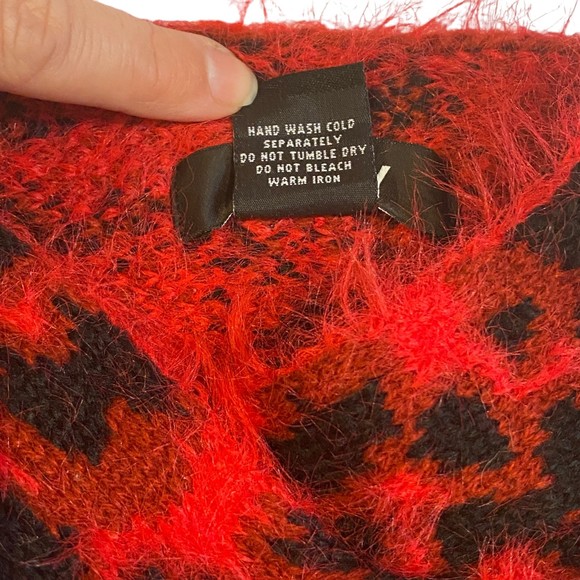 HAND WASH COLD
SEPARATELY
DO NOT TUMBLE DRY
DO NOT BLEACH
WARM IRON